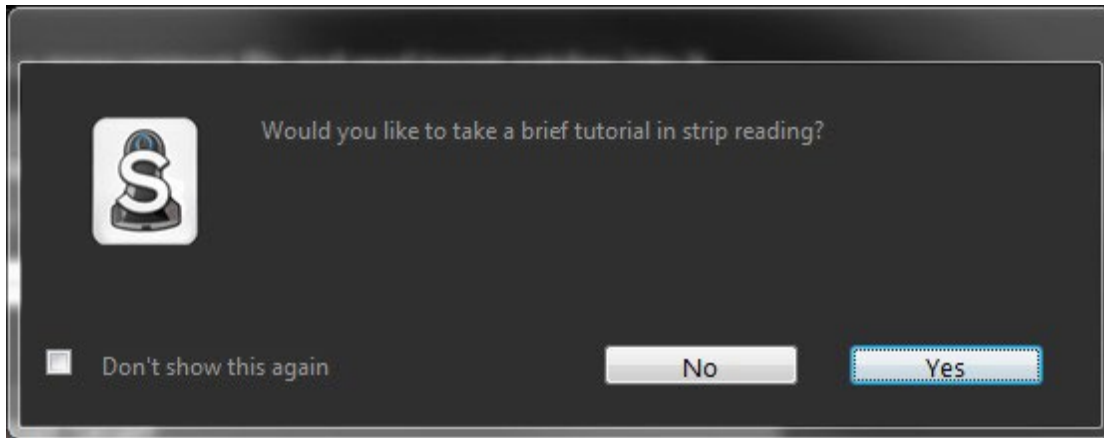 Would you like to take a brief tutorial in strip reading?
S
Don't show this again
No
Yes